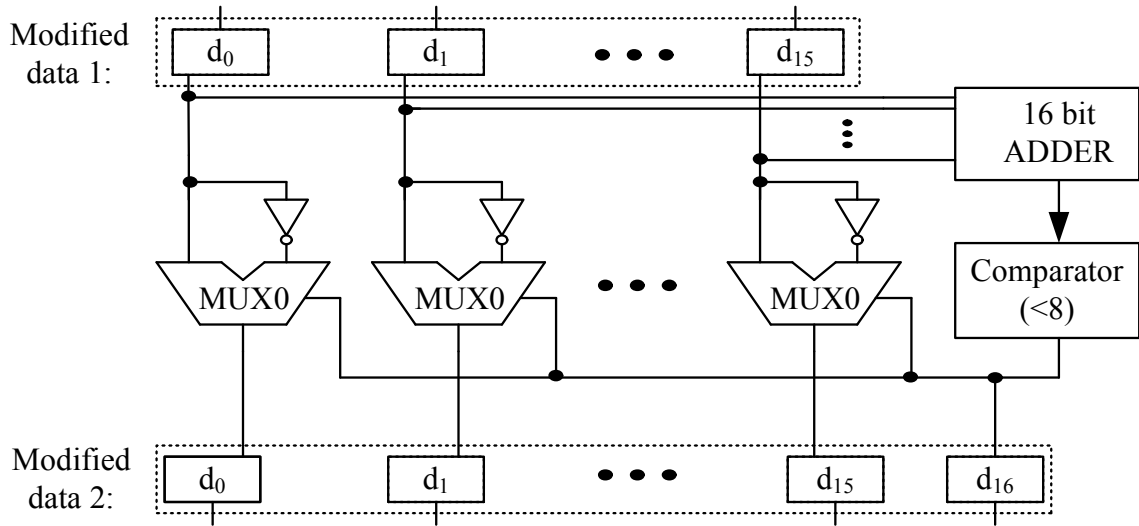 Modified
data 1:
d₀
d₁
d₁₅
16 bit
ADDER
MUX0
MUX0
MUX0
Comparator
(<8)
Modified
data 2:
d₀
d₁
d₁₅
d₁₆